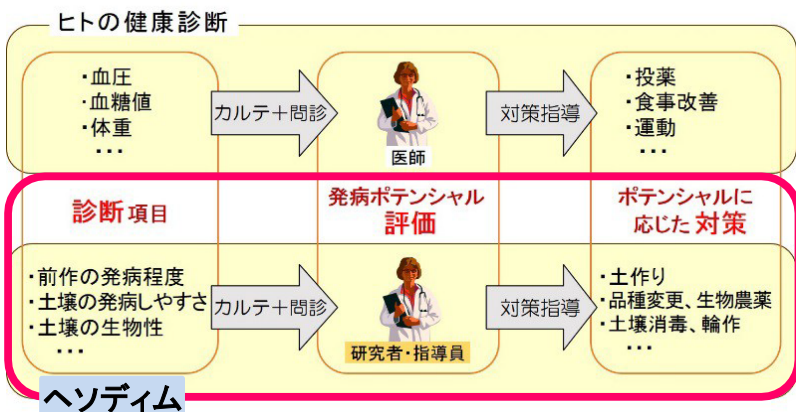 ヒトの健康診断
・血圧
・血糖値
・体重
・・・
カルテ＋問診
医師
対策指導
・投薬
・食事改善
・運動
・・・
診断項目
発病ポテンシャル
評価
ポテンシャルに
応じた対策
・前作の発病程度
・土壌の発病しやすさ
・土壌の生物性
・・・
カルテ＋問診
研究者・指導員
対策指導
・土作り
・品種変更、生物農薬
・土壌消毒、輪作
・・・
ヘソディム